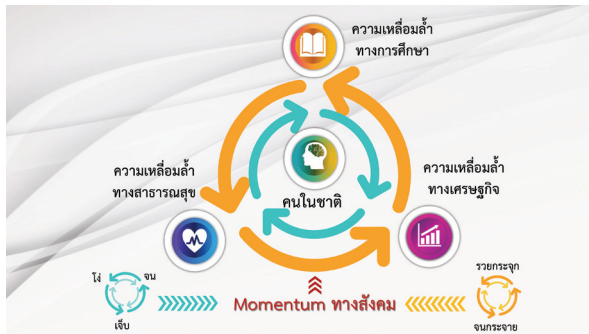 ความเหลื่อมล้ำ
ทางการศึกษา
ความเหลื่อมล้ำ
ทางสาธารณสุข
ความเหลื่อมล้ำ
ทางเศรษฐกิจ
คนในชาติ
โง่
จน
เจ็บ
Momentum ทางสังคม
รวยกระจุก
จนกระจาย